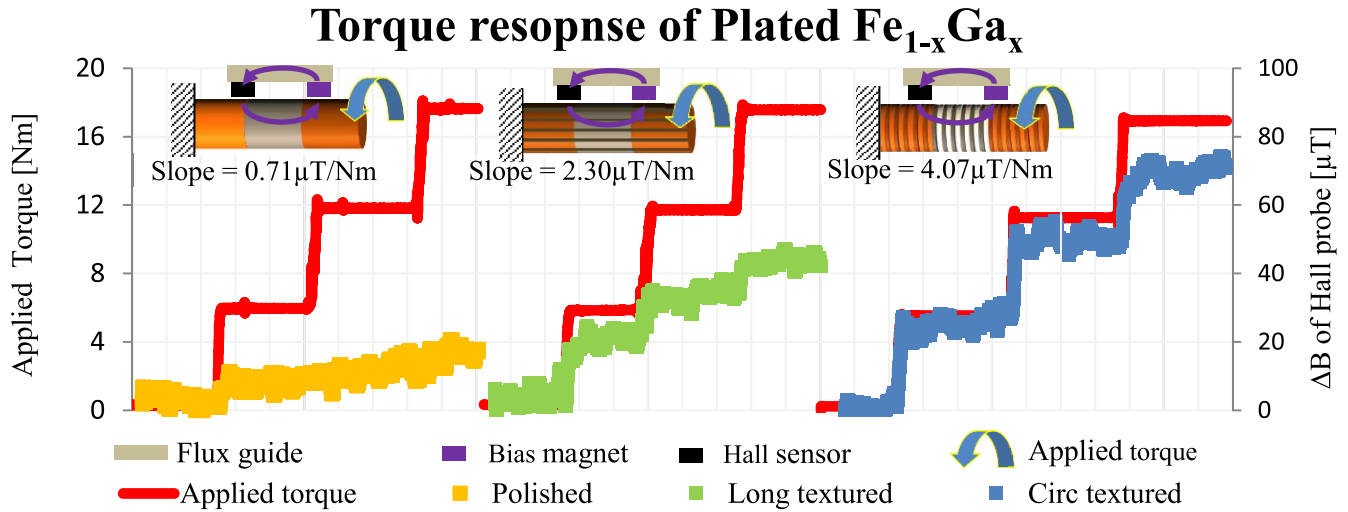 Torque resopnse of Plated Fe1-xGax
20
16
12
8
4
0
Applied Torque [Nm]
Slope = 0.71µT/Nm
Slope = 2.30µT/Nm
Slope = 4.07µT/Nm
100
80
60
40
20
0
ΔB of Hall probe [µT]
Flux guide
Bias magnet
Hall sensor
Applied torque
Applied torque
Polished
Long textured
Circ textured